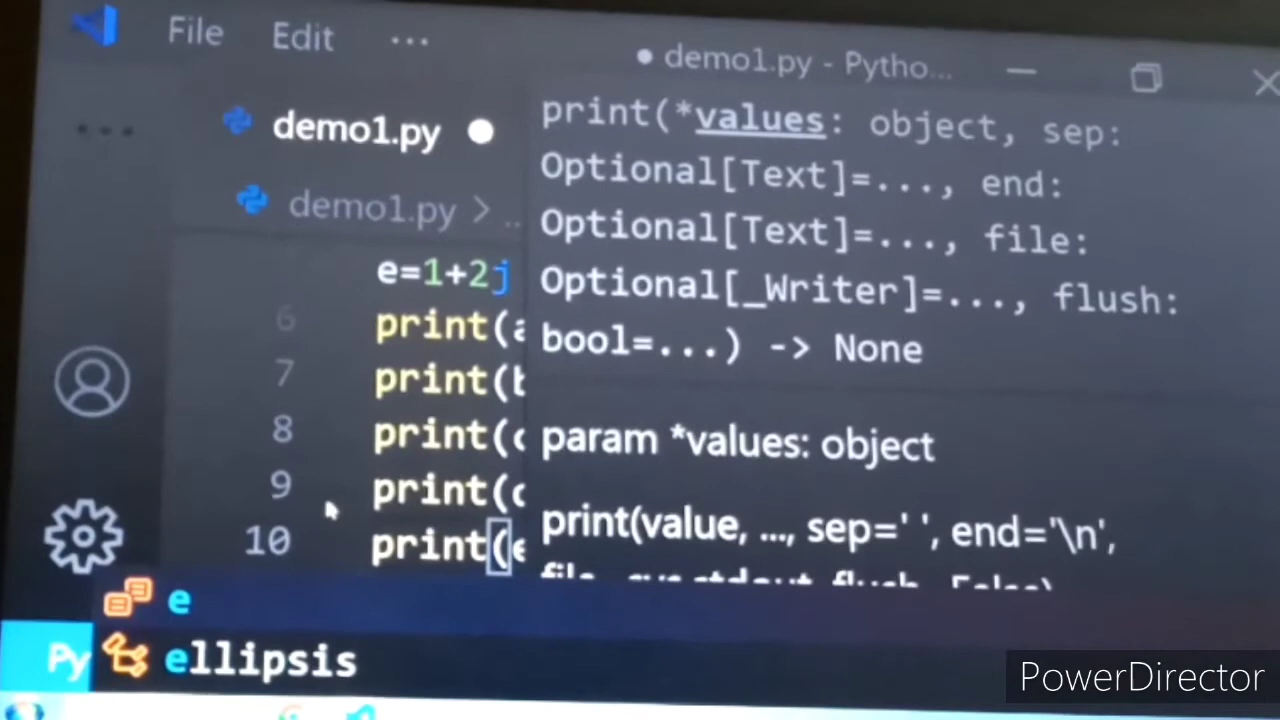 File Edit ...
● demo1.py - Pytho...
demo1.py ●
demo1.py > ..
print(*values: object, sep:
Optional[Text]=..., end:
Optional[Text]=..., file:
Optional[_Writer]=..., flush:
bool=...) -> None
param *values: object
print(value, ..., sep=' ', end='\n',
e=1+2j
6 print(a
7 print(b
8 print(c
9 print(d
10 print(e
e
ellipsis
Py
PowerDirector